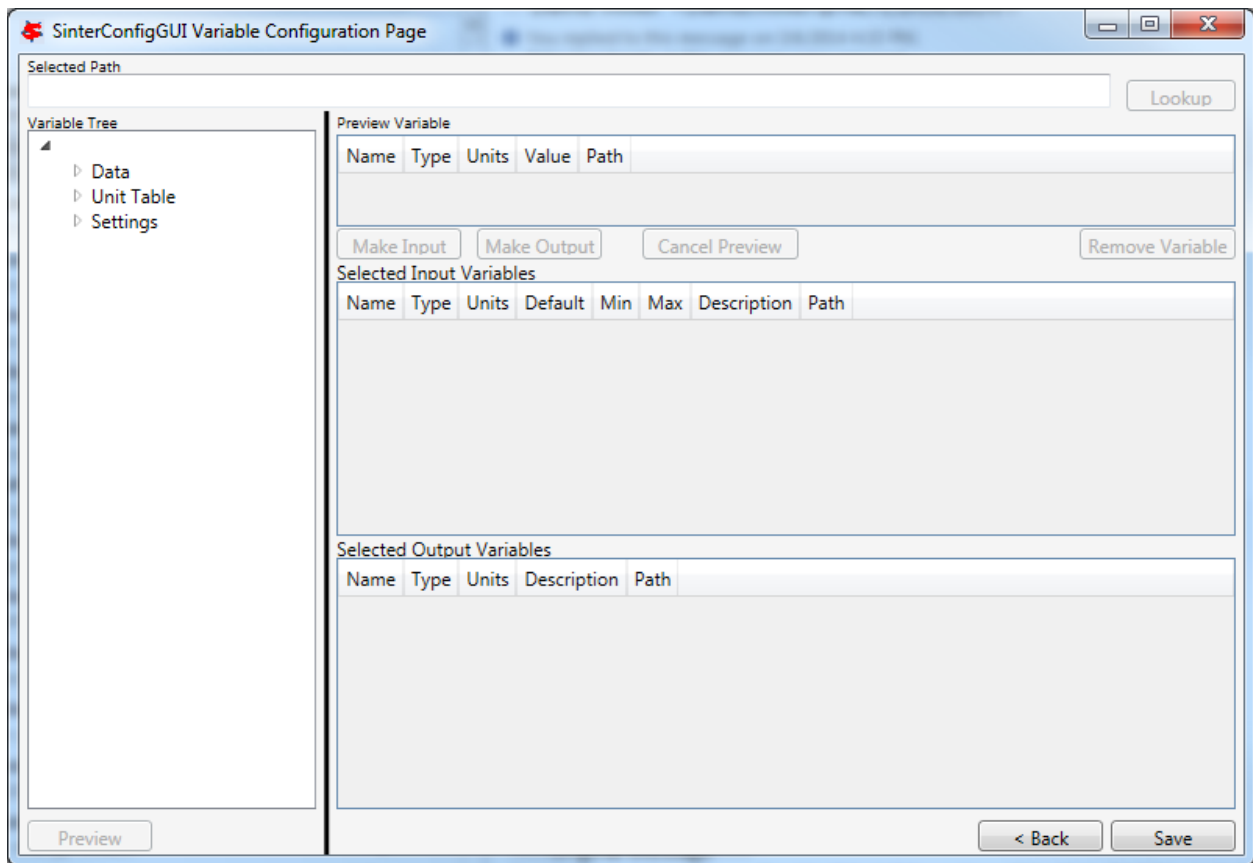 SinterConfigGUI Variable Configuration Page
Selected Path
Lookup
Variable Tree
Data
Unit Table
Settings
Preview
Preview Variable
Name Type Units Value Path
Make Input Make Output Cancel Preview Remove Variable
Selected Input Variables
Name Type Units Default Min Max Description Path
Selected Output Variables
Name Type Units Description Path
< Back Save